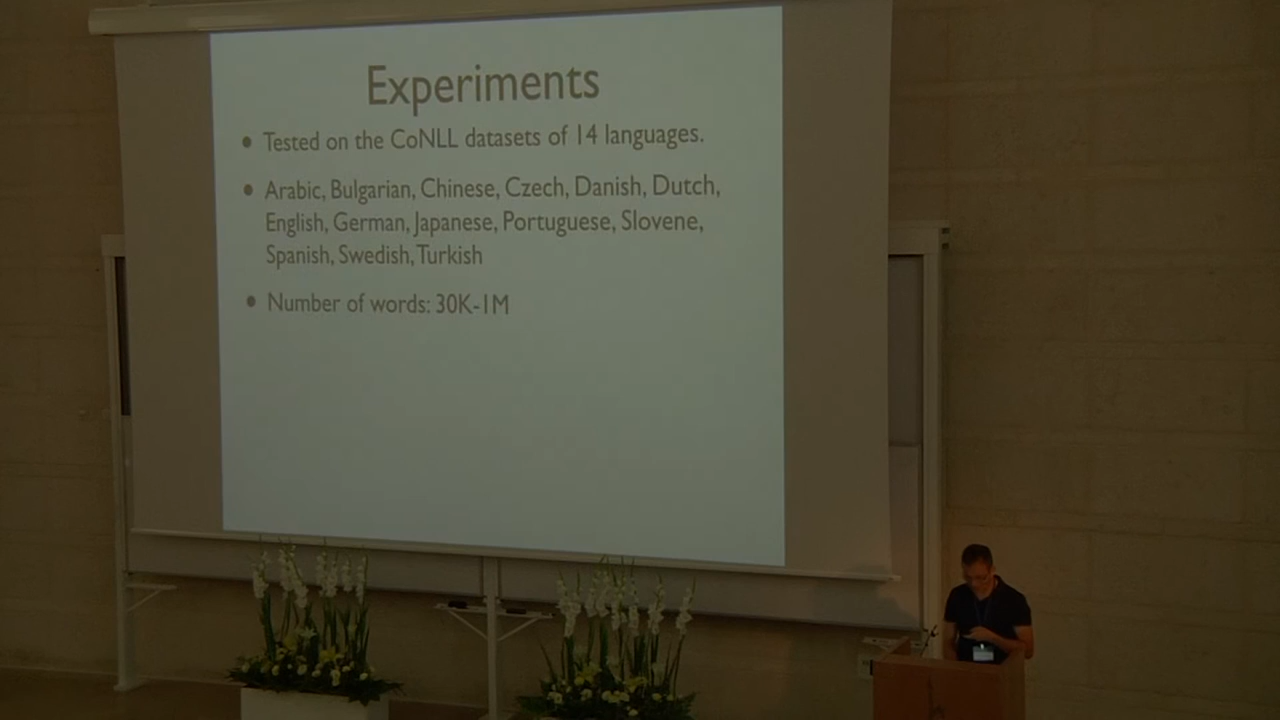 Experiments
• Tested on the CoNLL datasets of 14 languages.
• Arabic, Bulgarian, Chinese, Czech, Danish, Dutch,
English, German, Japanese, Portuguese, Slovene,
Spanish, Swedish, Turkish
• Number of words: 30K-1M